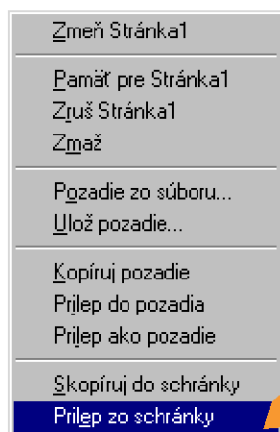 Zmeň Stránka1
Pamäť pre Stránka1
Zruš Stránka1
Zmaž
Pozadie zo súboru...
Ulož pozadie...
Kopíruj pozadie
Prilep do pozadia
Prilep ako pozadie
Skopíruj do schránky
Prilep zo schránky